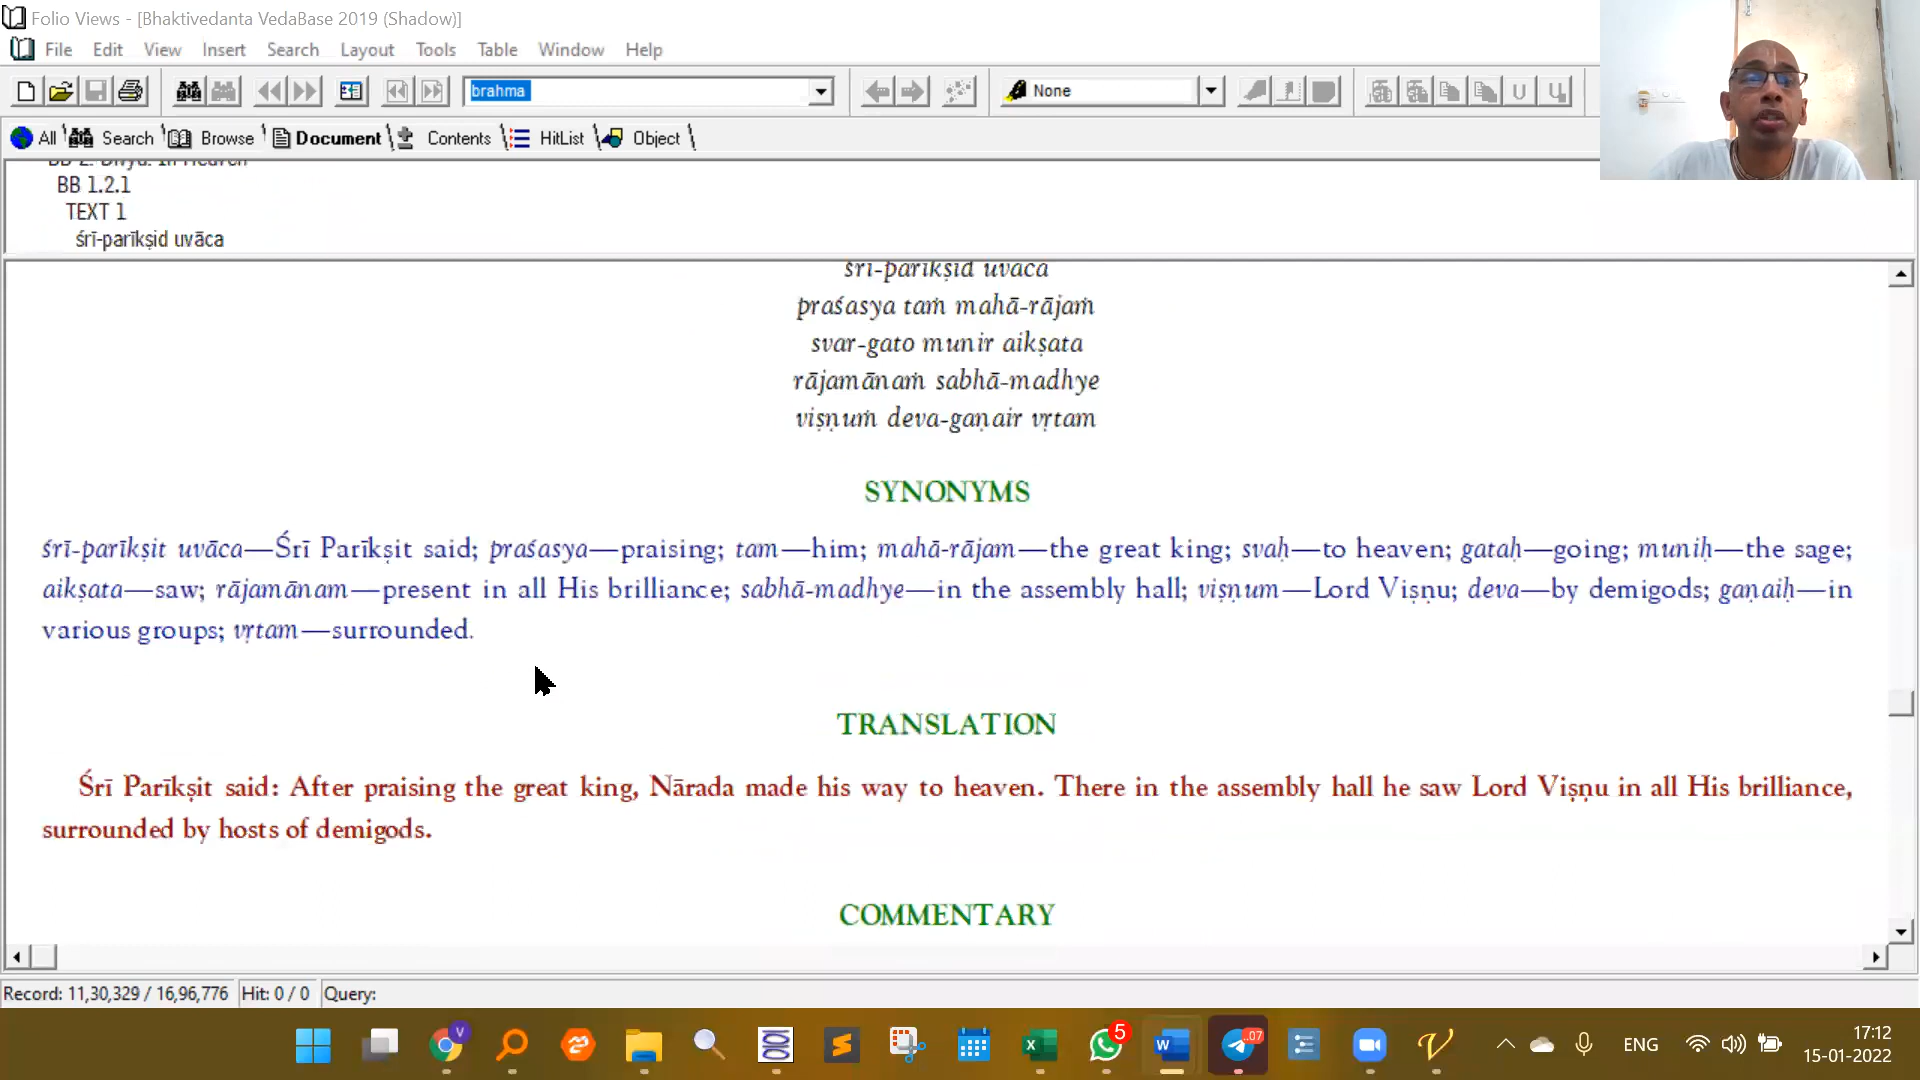 Folio Views - [Bhaktivedanta VedaBase 2019 (Shadow)]
File Edit View Insert Search Layout Tools Table Window Help
brahma
None
All Search Browse Document Contents HitList Object
BB 2. Divya: In Heaven
BB 1.2.1
TEXT 1
śrī-parīkṣid uvāca
śrī-parīkṣid uvāca
praśasya taṁ mahā-rājaṁ
svar-gato munir aikṣata
rājamānaṁ sabhā-madhye
viṣṇuṁ deva-gaṇair vṛtam
SYNONYMS
śrī-parīkṣit uvāca—Śrī Parīkṣit said; praśasya—praising; tam—him; mahā-rājam—the great king; svaḥ—to heaven; gataḥ—going; muniḥ—the sage;
aikṣata—saw; rājamānam—present in all His brilliance; sabhā-madhye—in the assembly hall; viṣṇum—Lord Viṣṇu; deva—by demigods; gaṇaiḥ—in
various groups; vṛtam—surrounded.
TRANSLATION
Śrī Parīkṣit said: After praising the great king, Nārada made his way to heaven. There in the assembly hall he saw Lord Viṣṇu in all His brilliance,
surrounded by hosts of demigods.
COMMENTARY
Record: 11,30,329 / 16,96,776 Hit: 0 / 0 Query:
V
5
.07
ENG
17:12
15-01-2022